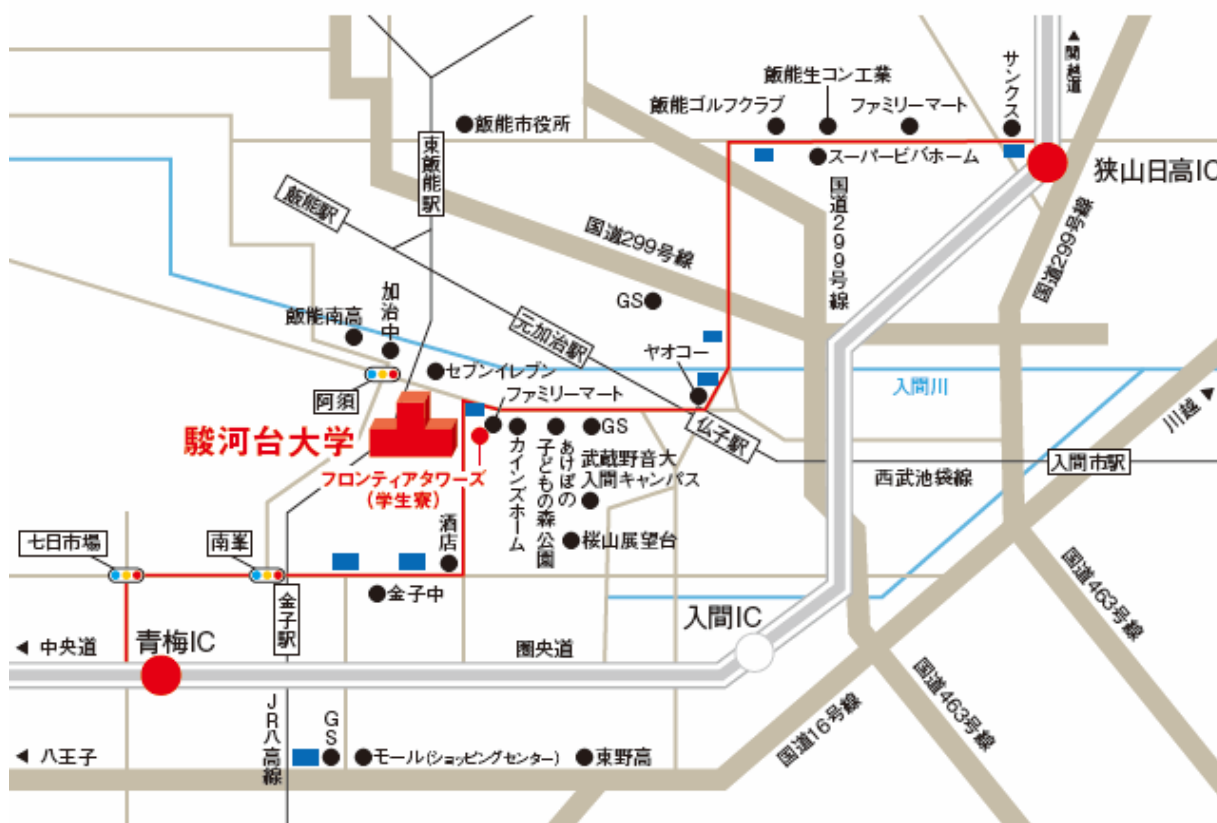 ▲関越道
サンクス
飯能生コン工業
飯能ゴルフクラブ
ファミリーマート
飯能市役所
スーパービバホーム
狭山日高IC
東飯能駅
飯能駅
国道299号線
国道299号線
国道299号線
GS
加治中
飯能南高
元加治駅
ヤオコー
セブンイレブン
ファミリーマート
入間川
川越▲
阿須
駿河台大学
GS
仏子駅
入間市駅
西武池袋線
フロンティアタワーズ
(学生寮)
カインズホーム
あけぼの
子どもの森公園
武蔵野音大
入間キャンパス
桜山展望台
酒店
七日市場
南峯
金子中
金子駅
入間IC
国道463号線
国道463号線
◀ 中央道
青梅IC
圏央道
国道16号線
JR八高線
◀ 八王子
GS
モール(ショッピングセンター)
東野高